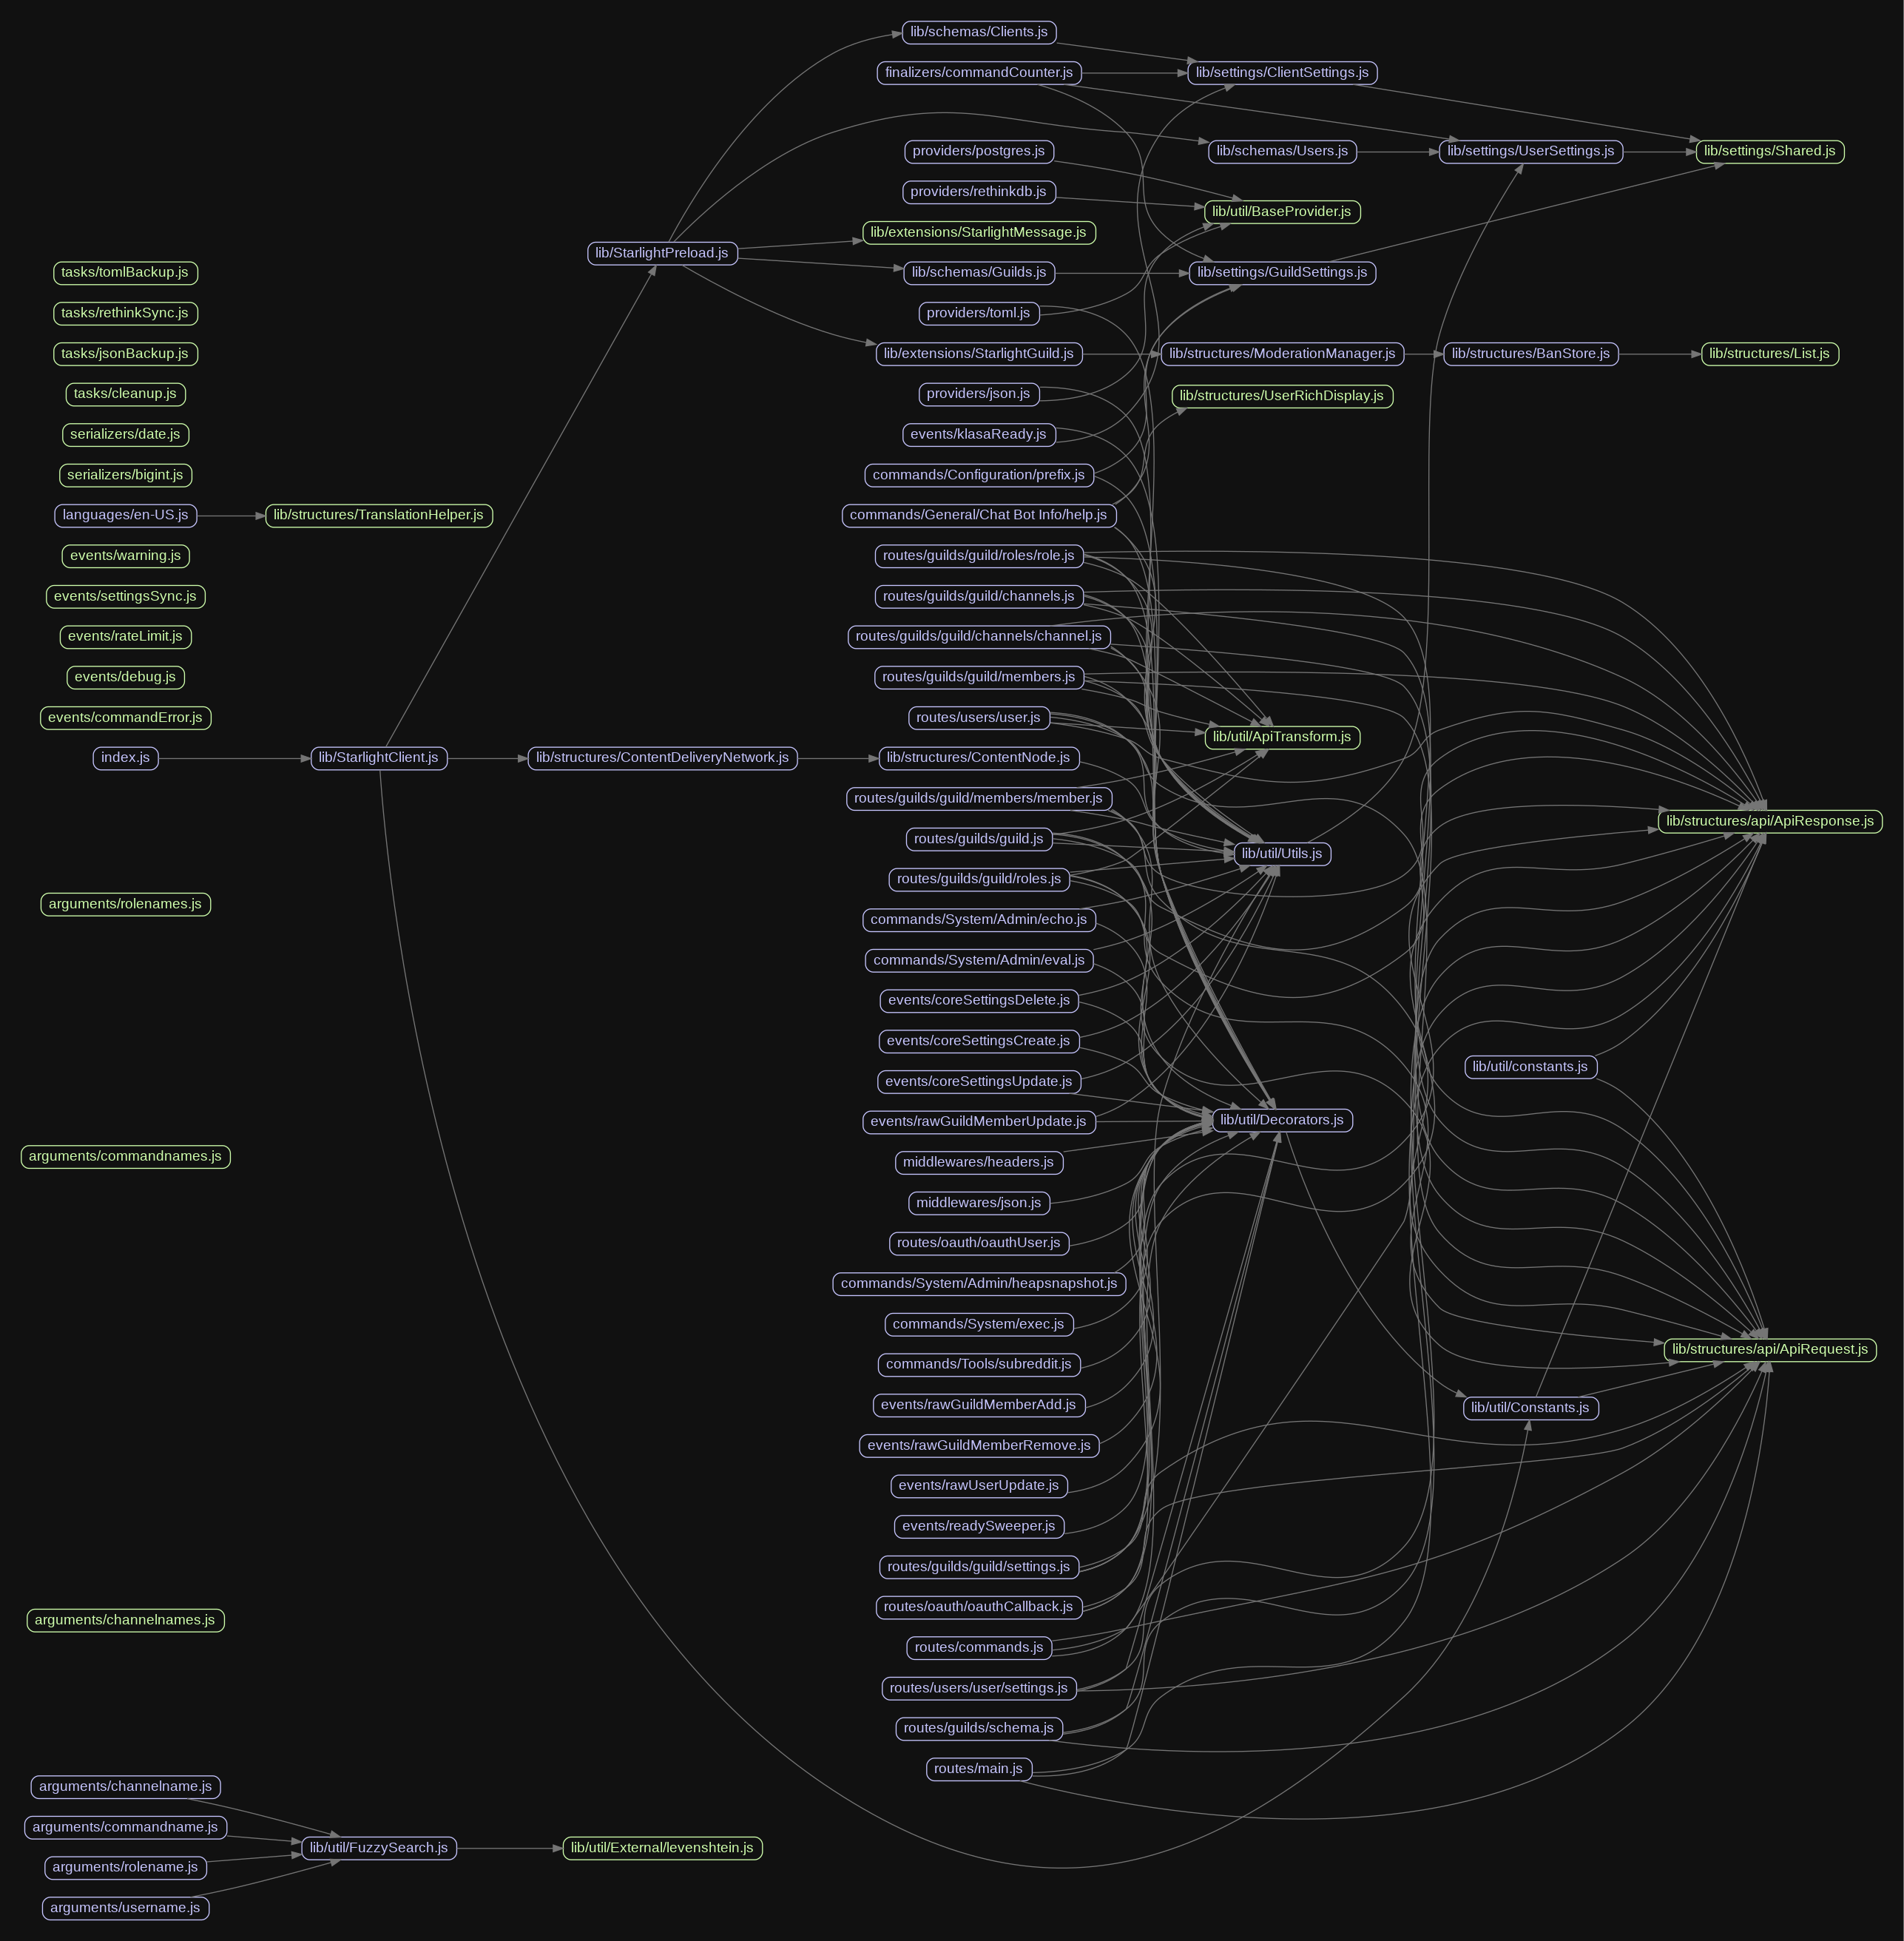 tasks/tomlBackup.js
tasks/rethinkSync.js
tasks/jsonBackup.js
tasks/cleanup.js
serializers/date.js
serializers/bigint.js
languages/en-US.js
events/warning.js
events/settingsSync.js
events/rateLimit.js
events/debug.js
events/commandError.js
index.js
arguments/rolenames.js
arguments/commandnames.js
arguments/channelnames.js
arguments/channelname.js
arguments/commandname.js
arguments/rolename.js
arguments/username.js
lib/structures/TranslationHelper.js
lib/StarlightClient.js
lib/util/FuzzySearch.js
lib/StarlightPreload.js
lib/structures/ContentDeliveryNetwork.js
lib/util/External/levenshtein.js
lib/schemas/Clients.js
finalizers/commandCounter.js
providers/postgres.js
providers/rethinkdb.js
lib/extensions/StarlightMessage.js
lib/schemas/Guilds.js
providers/toml.js
lib/extensions/StarlightGuild.js
providers/json.js
events/klasaReady.js
commands/Configuration/prefix.js
commands/General/Chat Bot Info/help.js
routes/guilds/guild/roles/role.js
routes/guilds/guild/channels.js
routes/guilds/guild/channels/channel.js
routes/guilds/guild/members.js
routes/users/user.js
lib/structures/ContentNode.js
routes/guilds/guild/members/member.js
routes/guilds/guild.js
routes/guilds/guild/roles.js
commands/System/Admin/echo.js
commands/System/Admin/eval.js
events/coreSettingsDelete.js
events/coreSettingsCreate.js
events/coreSettingsUpdate.js
events/rawGuildMemberUpdate.js
middlewares/headers.js
middlewares/json.js
routes/oauth/oauthUser.js
commands/System/Admin/heapsnapshot.js
commands/System/exec.js
commands/Tools/subreddit.js
events/rawGuildMemberAdd.js
events/rawGuildMemberRemove.js
events/rawUserUpdate.js
events/readySweeper.js
routes/guilds/guild/settings.js
routes/oauth/oauthCallback.js
routes/commands.js
routes/users/user/settings.js
routes/guilds/schema.js
routes/main.js
lib/settings/ClientSettings.js
lib/schemas/Users.js
lib/util/BaseProvider.js
lib/settings/GuildSettings.js
lib/structures/ModerationManager.js
lib/structures/UserRichDisplay.js
lib/util/ApiTransform.js
lib/util/Utils.js
lib/util/Decorators.js
lib/settings/UserSettings.js
lib/structures/BanStore.js
lib/util/constants.js
lib/util/Constants.js
lib/settings/Shared.js
lib/structures/List.js
lib/structures/api/ApiResponse.js
lib/structures/api/ApiRequest.js